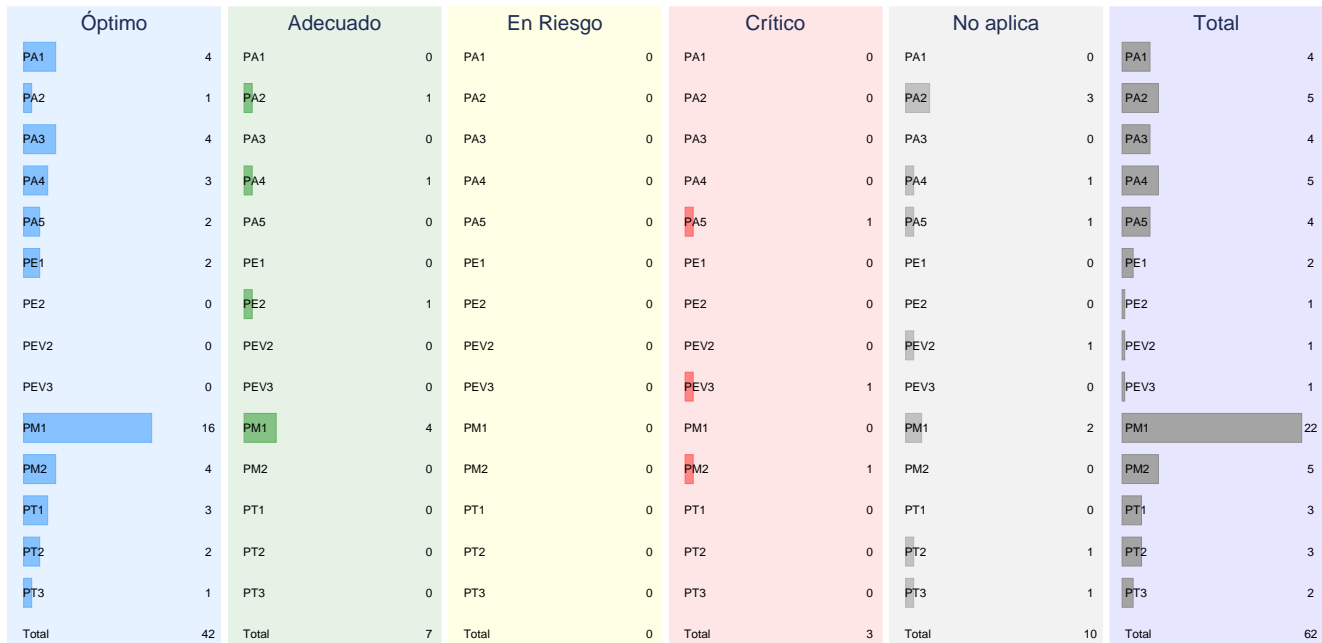 Óptimo Adecuado En Riesgo Crítico No aplica Total
PA1 4 PA1 0 PA1 0 PA1 0 PA1 0 PA1 4
PA2 1 PA2 1 PA2 0 PA2 0 PA2 3 PA2 5
PA3 4 PA3 0 PA3 0 PA3 0 PA3 0 PA3 4
PA4 3 PA4 1 PA4 0 PA4 0 PA4 1 PA4 5
PA5 2 PA5 0 PA5 0 PA5 1 PA5 1 PA5 4
PE1 2 PE1 0 PE1 0 PE1 0 PE1 0 PE1 2
PE2 0 PE2 1 PE2 0 PE2 0 PE2 0 PE2 1
PEV2 0 PEV2 0 PEV2 0 PEV2 0 PEV2 1 PEV2 1
PEV3 0 PEV3 0 PEV3 0 PEV3 1 PEV3 0 PEV3 1
PM1 16 PM1 4 PM1 0 PM1 0 PM1 2 PM1 22
PM2 4 PM2 0 PM2 0 PM2 1 PM2 0 PM2 5
PT1 3 PT1 0 PT1 0 PT1 0 PT1 0 PT1 3
PT2 2 PT2 0 PT2 0 PT2 0 PT2 1 PT2 3
PT3 1 PT3 0 PT3 0 PT3 0 PT3 1 PT3 2
Total 42 Total 7 Total 0 Total 3 Total 10 Total 62